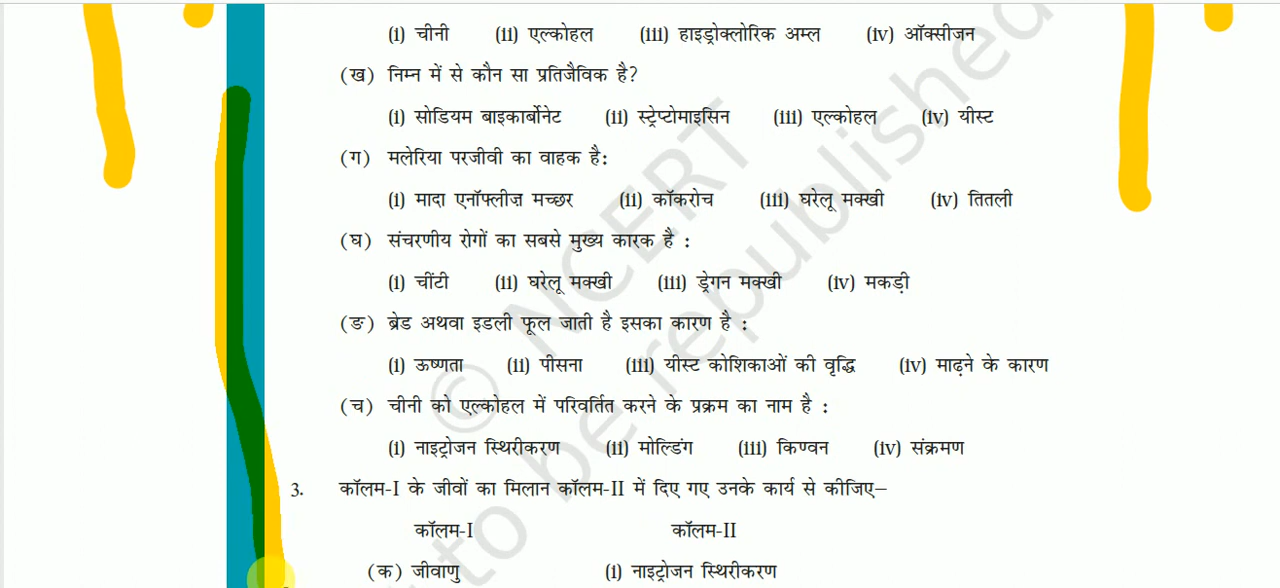 (i) चीनी (ii) एल्कोहल (iii) हाइड्रोक्लोरिक अम्ल (iv) ऑक्सीजन
(ख) निम्न में से कौन सा प्रतिजैविक है?
(i) सोडियम बाइकार्बोनेट (ii) स्ट्रेप्टोमाइसिन (iii) एल्कोहल (iv) यीस्ट
(ग) मलेरिया परजीवी का वाहक है:
(i) मादा एनॉफ्लीज मच्छर (ii) कॉकरोच (iii) घरेलू मक्खी (iv) तितली
(घ) संचरणीय रोगों का सबसे मुख्य कारक है :
(i) चींटी (ii) घरेलू मक्खी (iii) ड्रेगन मक्खी (iv) मकड़ी
(ङ) ब्रेड अथवा इडली फूल जाती है इसका कारण है :
(i) ऊष्णता (ii) पीसना (iii) यीस्ट कोशिकाओं की वृद्धि (iv) माढ़ने के कारण
(च) चीनी को एल्कोहल में परिवर्तित करने के प्रक्रम का नाम है :
(i) नाइट्रोजन स्थिरीकरण (ii) मोल्डिंग (iii) किण्वन (iv) संक्रमण
3. कॉलम-I के जीवों का मिलान कॉलम-II में दिए गए उनके कार्य से कीजिए–
कॉलम-I कॉलम-II
(क) जीवाणु (i) नाइट्रोजन स्थिरीकरण
© NCERT
to be republished